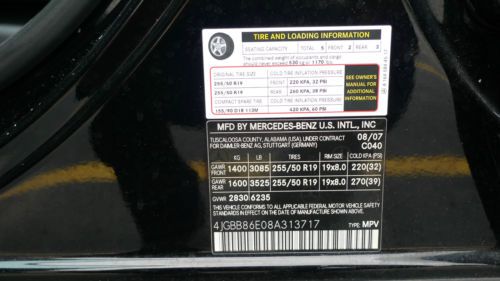 TIRE AND LOADING INFORMATION
SEATING CAPACITY TOTAL 5 FRONT 2 REAR 3
The combined weight of occupants and cargo
should never exceed 530 kg or 1170 lbs.
ORIGINAL TIRE SIZE COLD TIRE INFLATION PRESSURE
255/50 R19 FRONT 220 KPA, 32 PSI
255/50 R19 REAR 260 KPA, 38 PSI
COMPACT SPARE TIRE COLD TIRE INFLATION PRESSURE
155/90 D18 113M 420 KPA, 60 PSI
SEE OWNER'S
MANUAL FOR
ADDITIONAL
INFORMATION
MFD BY MERCEDES-BENZ U.S. INTL., INC
TUSCALOOSA COUNTY, ALABAMA (USA), UNDER CONTRACT
FOR DAIMLER-BENZ AG, STUTTGART (GERMANY)
08/07
C040
KG LB TIRES RIM SIZE COLD KPA (PSI)
GAWR FRONT 1400 3085 255/50 R19 19x8.0 220(32)
GAWR REAR 1600 3525 255/50 R19 19x8.0 270(39)
GVWR 2830 6235
THIS VEHICLE CONFORMS TO ALL APPLICABLE FEDERAL MOTOR VEHICLE SAFETY
STANDARDS IN EFFECT ON THE DATE OF MANUFACTURE SHOWN ABOVE.
4JGBB86E08A313717 TYPE: MPV